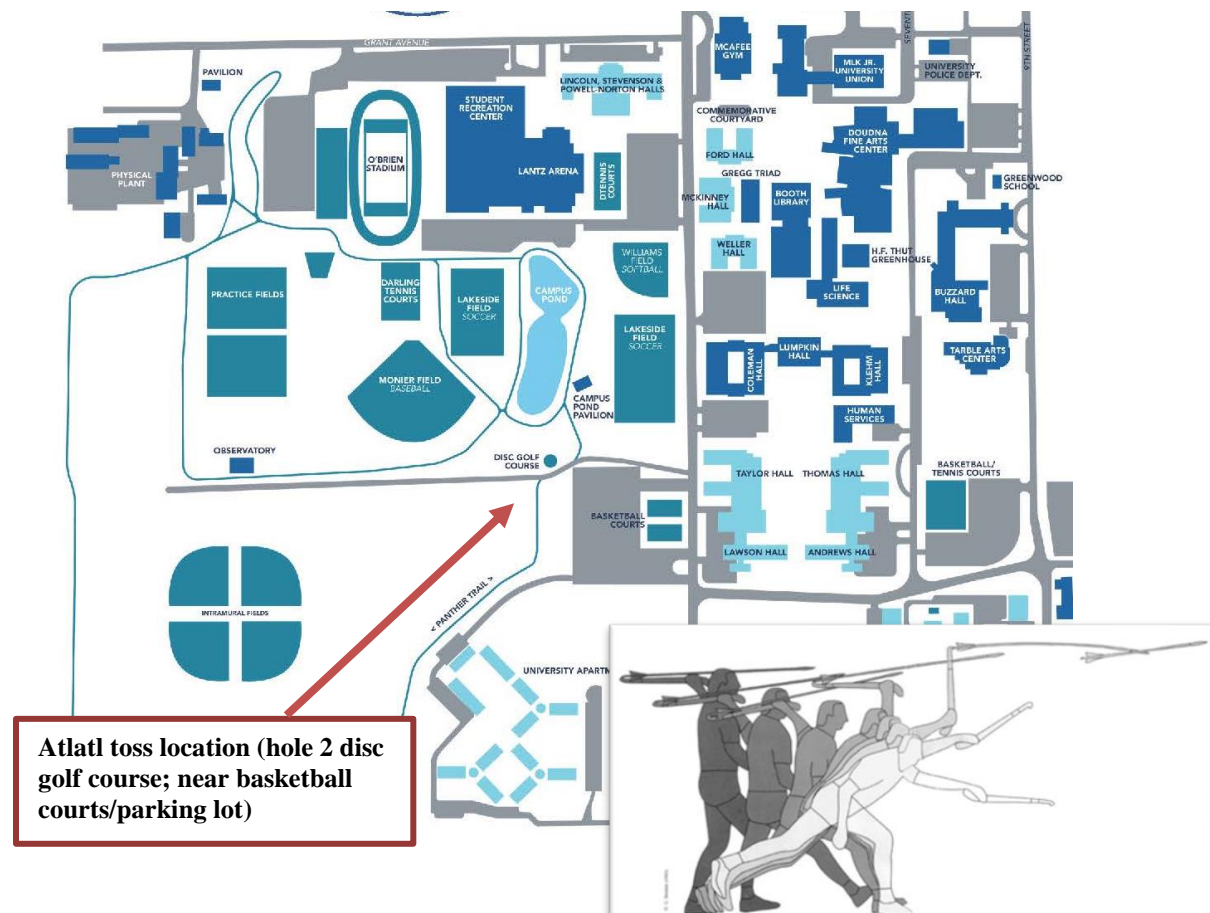 GRANT AVENUE
PAVILION
PHYSICAL
PLANT
O'BRIEN
STADIUM
STUDENT
RECREATION
CENTER
LANTZ ARENA
LINCOLN, STEVENSON &
POWELL-NORTON HALLS
DTENNIS
COURTS
MCAFEE
GYM
MLK JR.
UNIVERSITY
UNION
SEVENT
UNIVERSITY
POLICE DEPT.
9TH STREET
COMMEMORATIVE
COURTYARD
FORD HALL
DOUDNA
FINE ARTS
CENTER
GREGG TRIAD
MCKINNEY
HALL
BOOTH
LIBRARY
GREENWOOD
SCHOOL
WELLER
HALL
H.F. THUT
GREENHOUSE
LIFE
SCIENCE
BUZZARD
HALL
PRACTICE FIELDS
DARLING
TENNIS
COURTS
LAKESIDE
FIELD
SOCCER
CAMPUS
POND
WILLIAMS
FIELD
SOFTBALL
LAKESIDE
FIELD
SOCCER
MONIER FIELD
BASEBALL
CAMPUS
POND
PAVILION
COLEMAN
HALL
LUMPKIN
HALL
KLEHM
HALL
TARBLE ARTS
CENTER
HUMAN
SERVICES
OBSERVATORY
DISC GOLF
COURSE
TAYLOR HALL
THOMAS HALL
BASKETBALL/
TENNIS COURTS
BASKETBALL
COURTS
LAWSON HALL
ANDREWS HALL
INTRAMURAL FIELDS
< PANTHER TRAIL >
UNIVERSITY APARTM
Atlatl toss location (hole 2 disc
golf course; near basketball
courts/parking lot)